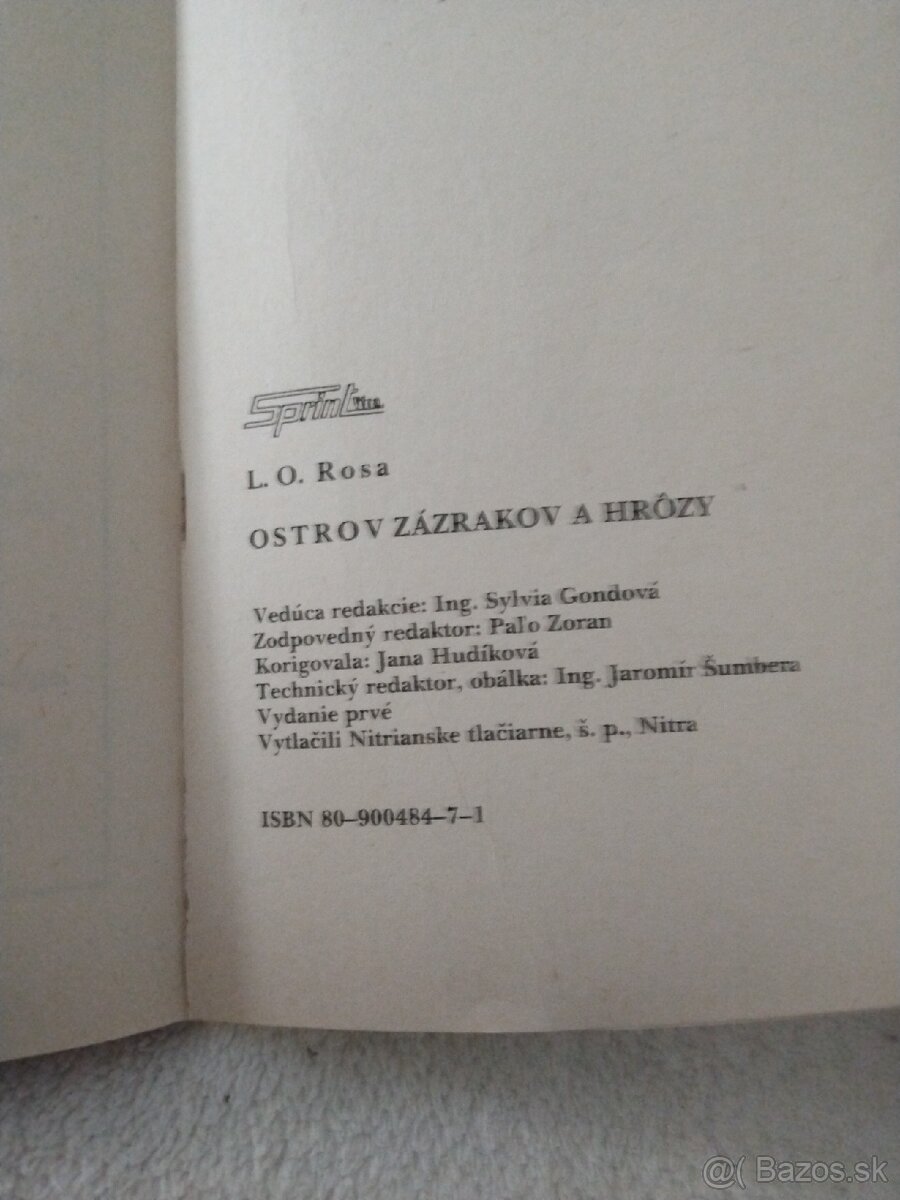 Sprint Nitra
L. O. Rosa
OSTROV ZÁZRAKOV A HRÔZY
Vedúca redakcie: Ing. Sylvia Gondová
Zodpovedný redaktor: Paľo Zoran
Korigovala: Jana Hudíková
Technický redaktor, obálka: Ing. Jaromír Šumbera
Vydanie prvé
Vytlačili Nitrianske tlačiarne, š. p., Nitra
ISBN 80–900484–7–1
@( Bazos.sk